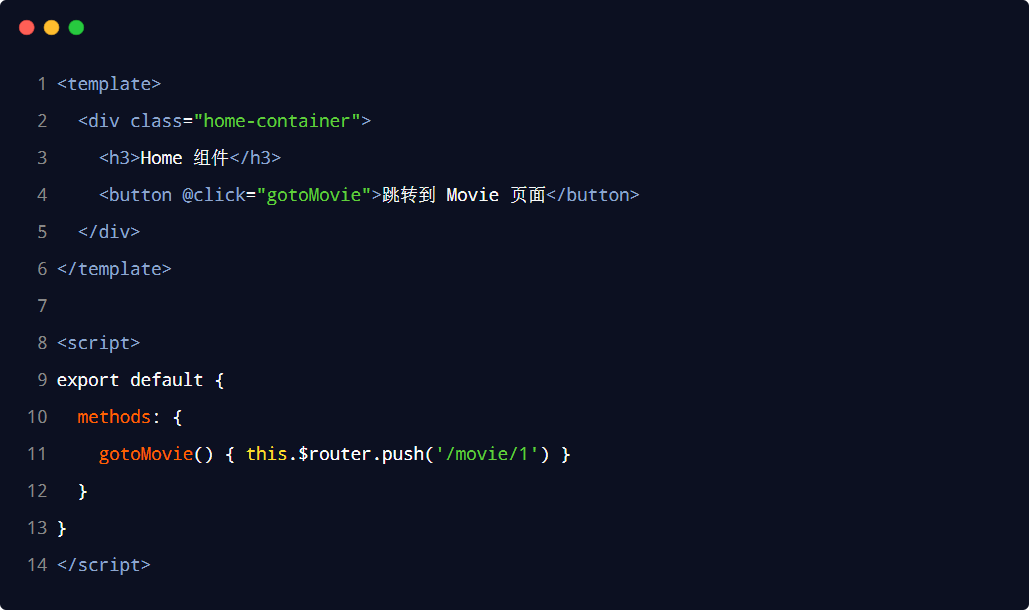 1 <template>
2   <div class="home-container">
3     <h3>Home 组件</h3>
4     <button @click="gotoMovie">跳转到 Movie 页面</button>
5   </div>
6 </template>
7
8 <script>
9 export default {
10   methods: {
11     gotoMovie() { this.$router.push('/movie/1') }
12   }
13 }
14 </script>